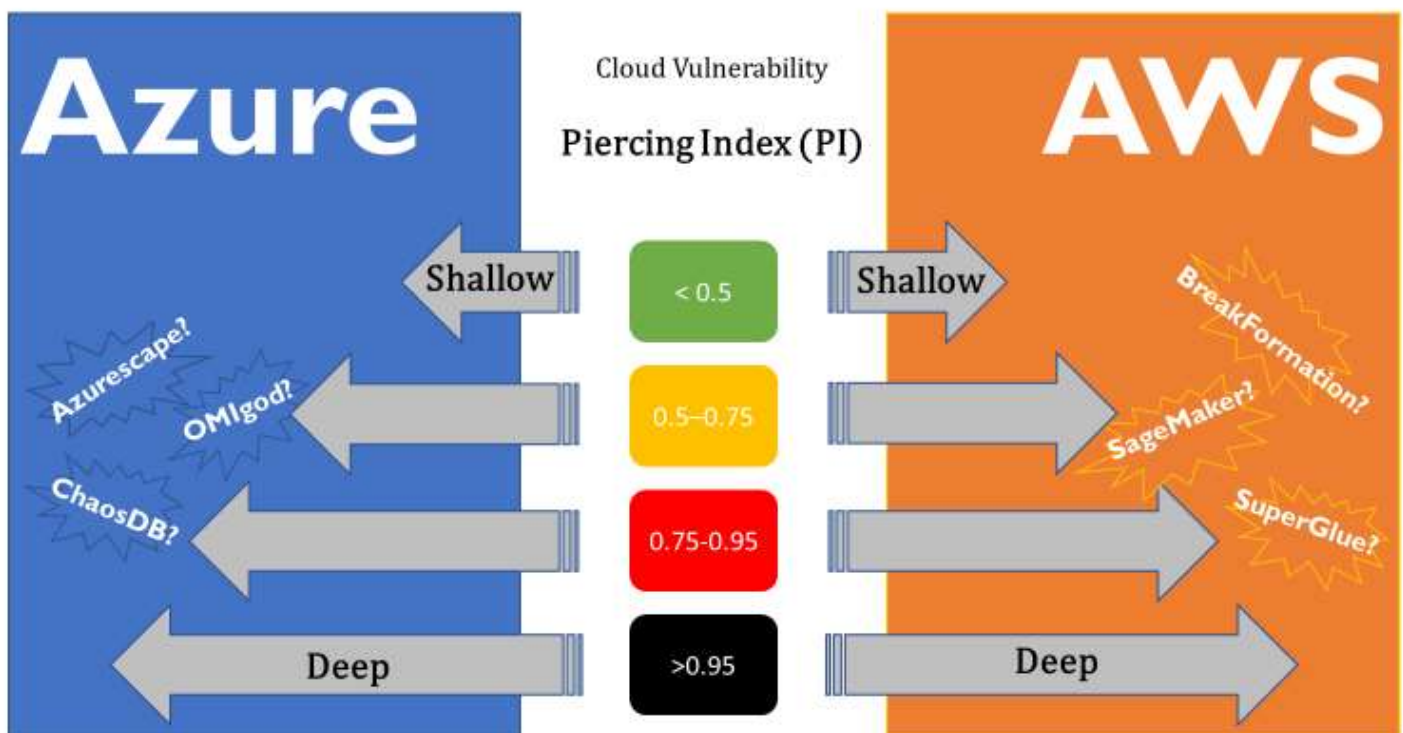 Azure
Cloud Vulnerability
Piercing Index (PI)
AWS
Shallow
< 0.5
Shallow
Azurescape?
OMIgod?
0.5–0.75
BreakFormation?
SageMaker?
ChaosDB?
0.75-0.95
SuperGlue?
Deep
>0.95
Deep